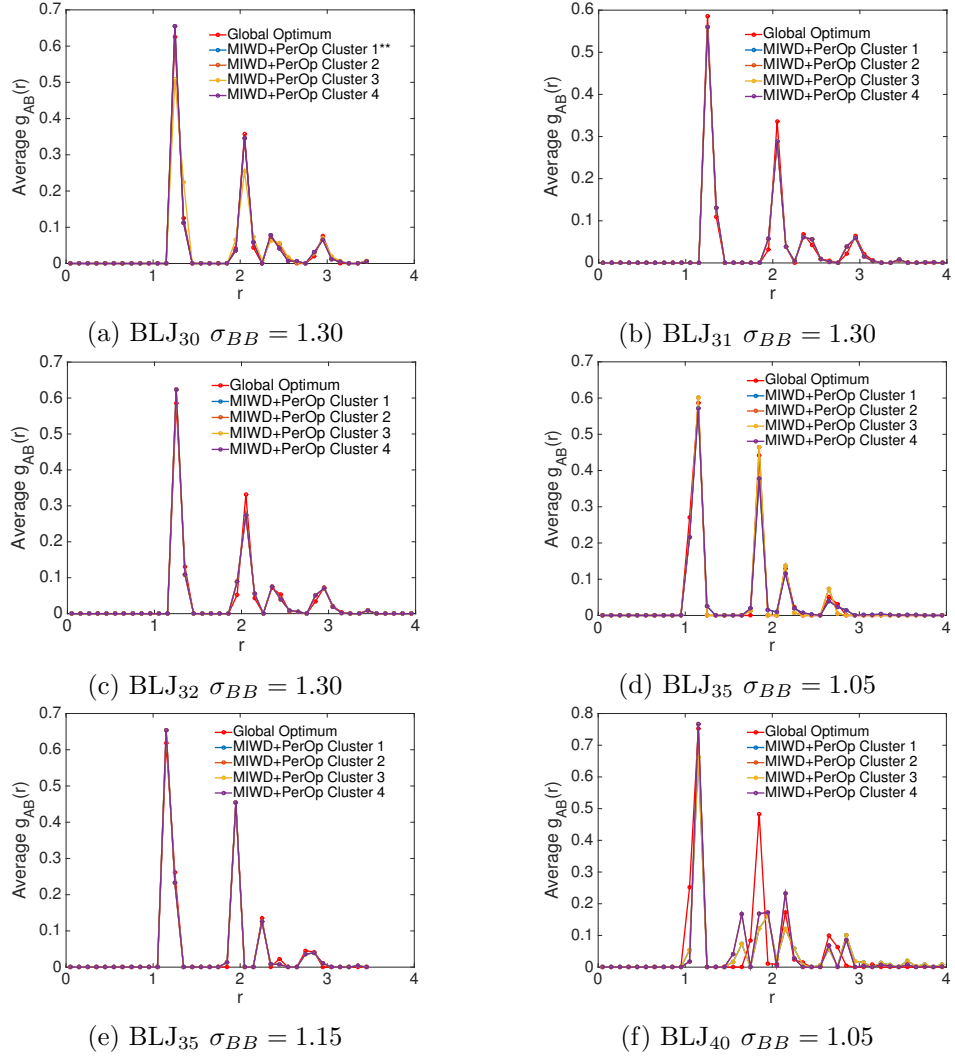 0.7
0.6
0.5
0.4
0.3
0.2
0.1
0
Average g_AB(r)
Global Optimum
MIWD+PerOp Cluster 1**
MIWD+PerOp Cluster 2
MIWD+PerOp Cluster 3
MIWD+PerOp Cluster 4
0 1 2 3 4
r
(a) BLJ_30 σ_BB = 1.30
0.6
0.5
0.4
0.3
0.2
0.1
0
Average g_AB(r)
Global Optimum
MIWD+PerOp Cluster 1
MIWD+PerOp Cluster 2
MIWD+PerOp Cluster 3
MIWD+PerOp Cluster 4
0 1 2 3 4
r
(b) BLJ_31 σ_BB = 1.30
0.7
0.6
0.5
0.4
0.3
0.2
0.1
0
Average g_AB(r)
Global Optimum
MIWD+PerOp Cluster 1
MIWD+PerOp Cluster 2
MIWD+PerOp Cluster 3
MIWD+PerOp Cluster 4
0 1 2 3 4
r
(c) BLJ_32 σ_BB = 1.30
0.7
0.6
0.5
0.4
0.3
0.2
0.1
0
Average g_AB(r)
Global Optimum
MIWD+PerOp Cluster 1
MIWD+PerOp Cluster 2
MIWD+PerOp Cluster 3
MIWD+PerOp Cluster 4
0 1 2 3 4
r
(d) BLJ_35 σ_BB = 1.05
0.7
0.6
0.5
0.4
0.3
0.2
0.1
0
Average g_AB(r)
Global Optimum
MIWD+PerOp Cluster 1
MIWD+PerOp Cluster 2
MIWD+PerOp Cluster 3
MIWD+PerOp Cluster 4
0 1 2 3 4
r
(e) BLJ_35 σ_BB = 1.15
0.8
0.7
0.6
0.5
0.4
0.3
0.2
0.1
0
Average g_AB(r)
Global Optimum
MIWD+PerOp Cluster 1
MIWD+PerOp Cluster 2
MIWD+PerOp Cluster 3
MIWD+PerOp Cluster 4
0 1 2 3 4
r
(f) BLJ_40 σ_BB = 1.05